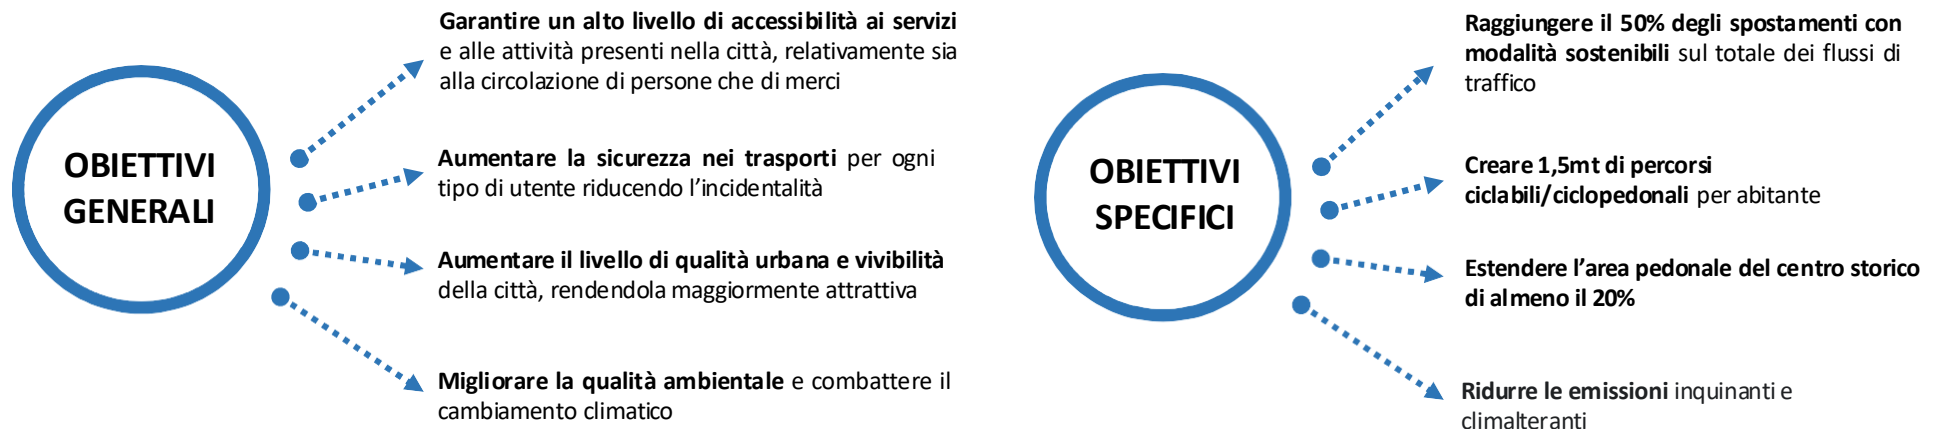 OBIETTIVI
GENERALI
Garantire un alto livello di accessibilità ai servizi
e alle attività presenti nella città, relativamente sia
alla circolazione di persone che di merci
Aumentare la sicurezza nei trasporti per ogni
tipo di utente riducendo l’incidentalità
Aumentare il livello di qualità urbana e vivibilità
della città, rendendola maggiormente attrattiva
Migliorare la qualità ambientale e combattere il
cambiamento climatico
OBIETTIVI
SPECIFICI
Raggiungere il 50% degli spostamenti con
modalità sostenibili sul totale dei flussi di
traffico
Creare 1,5mt di percorsi
ciclabili/ciclopedonali per abitante
Estendere l’area pedonale del centro storico
di almeno il 20%
Ridurre le emissioni inquinanti e
climalteranti